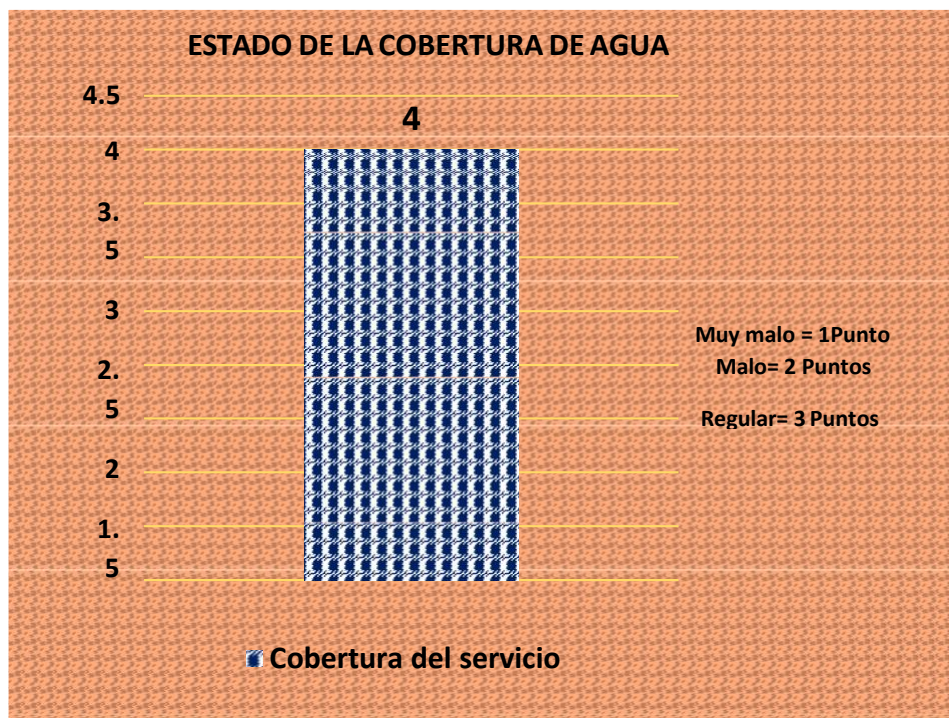 ESTADO DE LA COBERTURA DE AGUA
4.5
4
4
3.
5
3
2.
5
2
1.
5
Muy malo = 1Punto
Malo= 2 Puntos
Regular= 3 Puntos
Cobertura del servicio